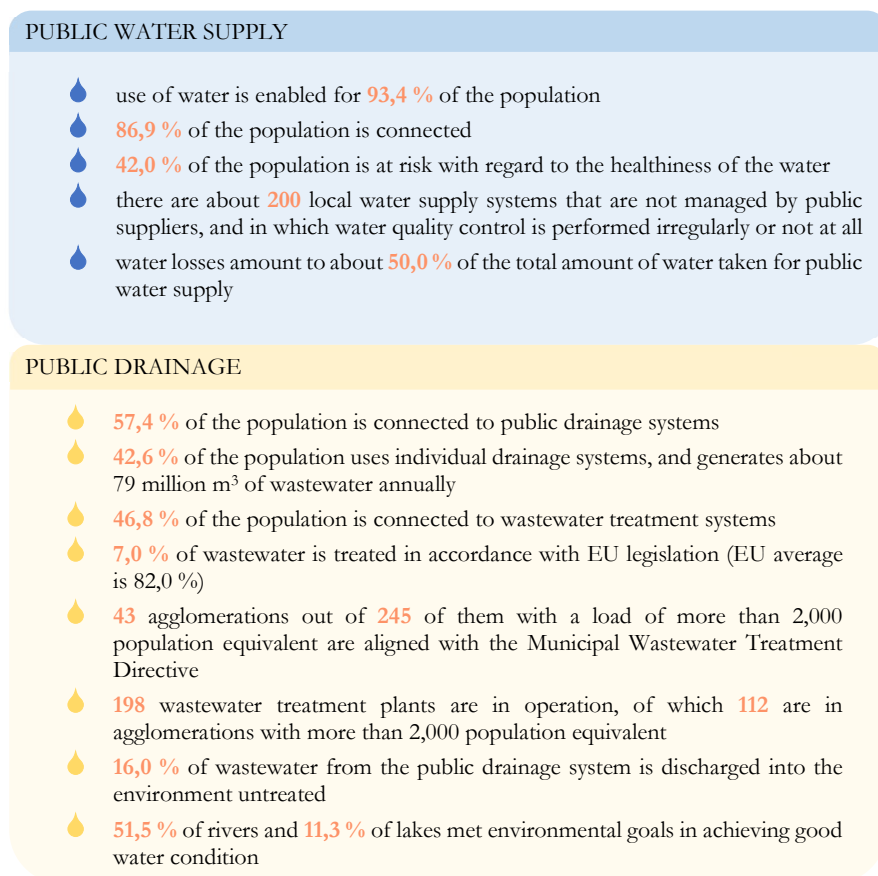 PUBLIC WATER SUPPLY
use of water is enabled for 93,4 % of the population
86,9 % of the population is connected
42,0 % of the population is at risk with regard to the healthiness of the water
there are about 200 local water supply systems that are not managed by public
suppliers, and in which water quality control is performed irregularly or not at all
water losses amount to about 50,0 % of the total amount of water taken for public
water supply
PUBLIC DRAINAGE
57,4 % of the population is connected to public drainage systems
42,6 % of the population uses individual drainage systems, and generates about
79 million m³ of wastewater annually
46,8 % of the population is connected to wastewater treatment systems
7,0 % of wastewater is treated in accordance with EU legislation (EU average
is 82,0 %)
43 agglomerations out of 245 of them with a load of more than 2,000
population equivalent are aligned with the Municipal Wastewater Treatment
Directive
198 wastewater treatment plants are in operation, of which 112 are in
agglomerations with more than 2,000 population equivalent
16,0 % of wastewater from the public drainage system is discharged into the
environment untreated
51,5 % of rivers and 11,3 % of lakes met environmental goals in achieving good
water condition